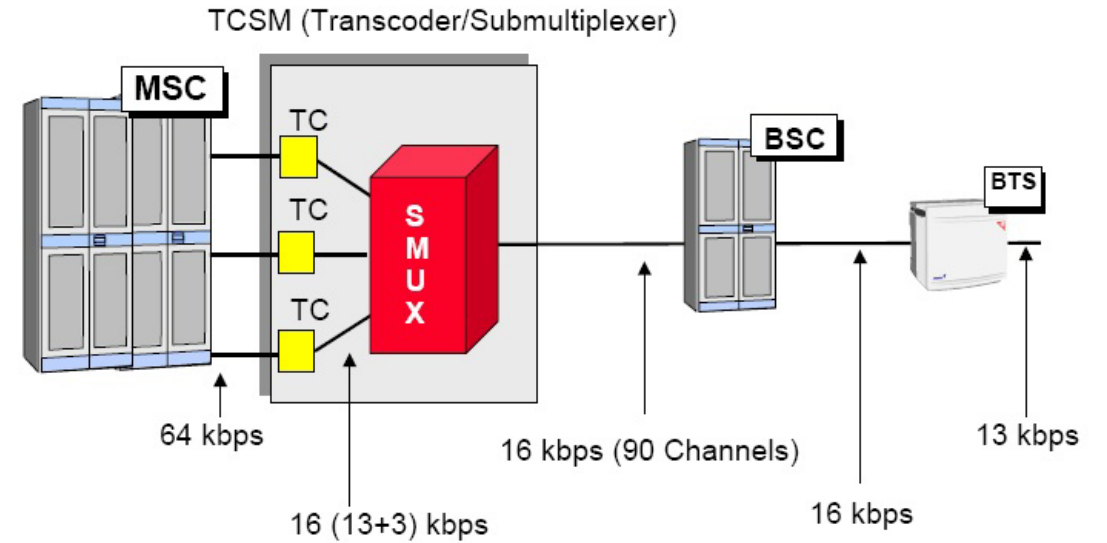 TCSM (Transcoder/Submultiplexer)
MSC
TC
TC
TC
S
M
U
X
BSC
BTS
64 kbps
16 (13+3) kbps
16 kbps (90 Channels)
16 kbps
13 kbps